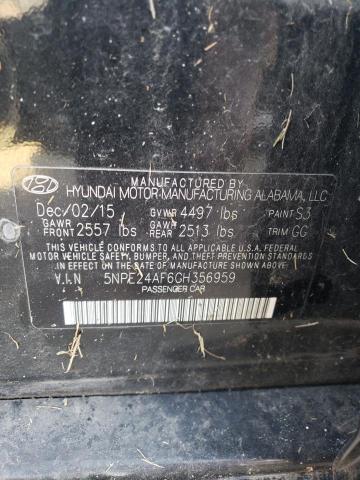 MANUFACTURED BY
HYUNDAI MOTOR MANUFACTURING ALABAMA, LLC
Dec/02/15 GVWR 4497 lbs PAINT S3
GAWR FRONT 2557 lbs GAWR REAR 2513 lbs TRIM GG
THIS VEHICLE CONFORMS TO ALL APPLICABLE U.S.A. FEDERAL
MOTOR VEHICLE SAFETY, BUMPER, AND THEFT PREVENTION
STANDARDS IN EFFECT ON THE DATE OF MANUFACTURE SHOWN ABOVE.
V.I.N 5NPE24AF6GH356959
PASSENGER CAR